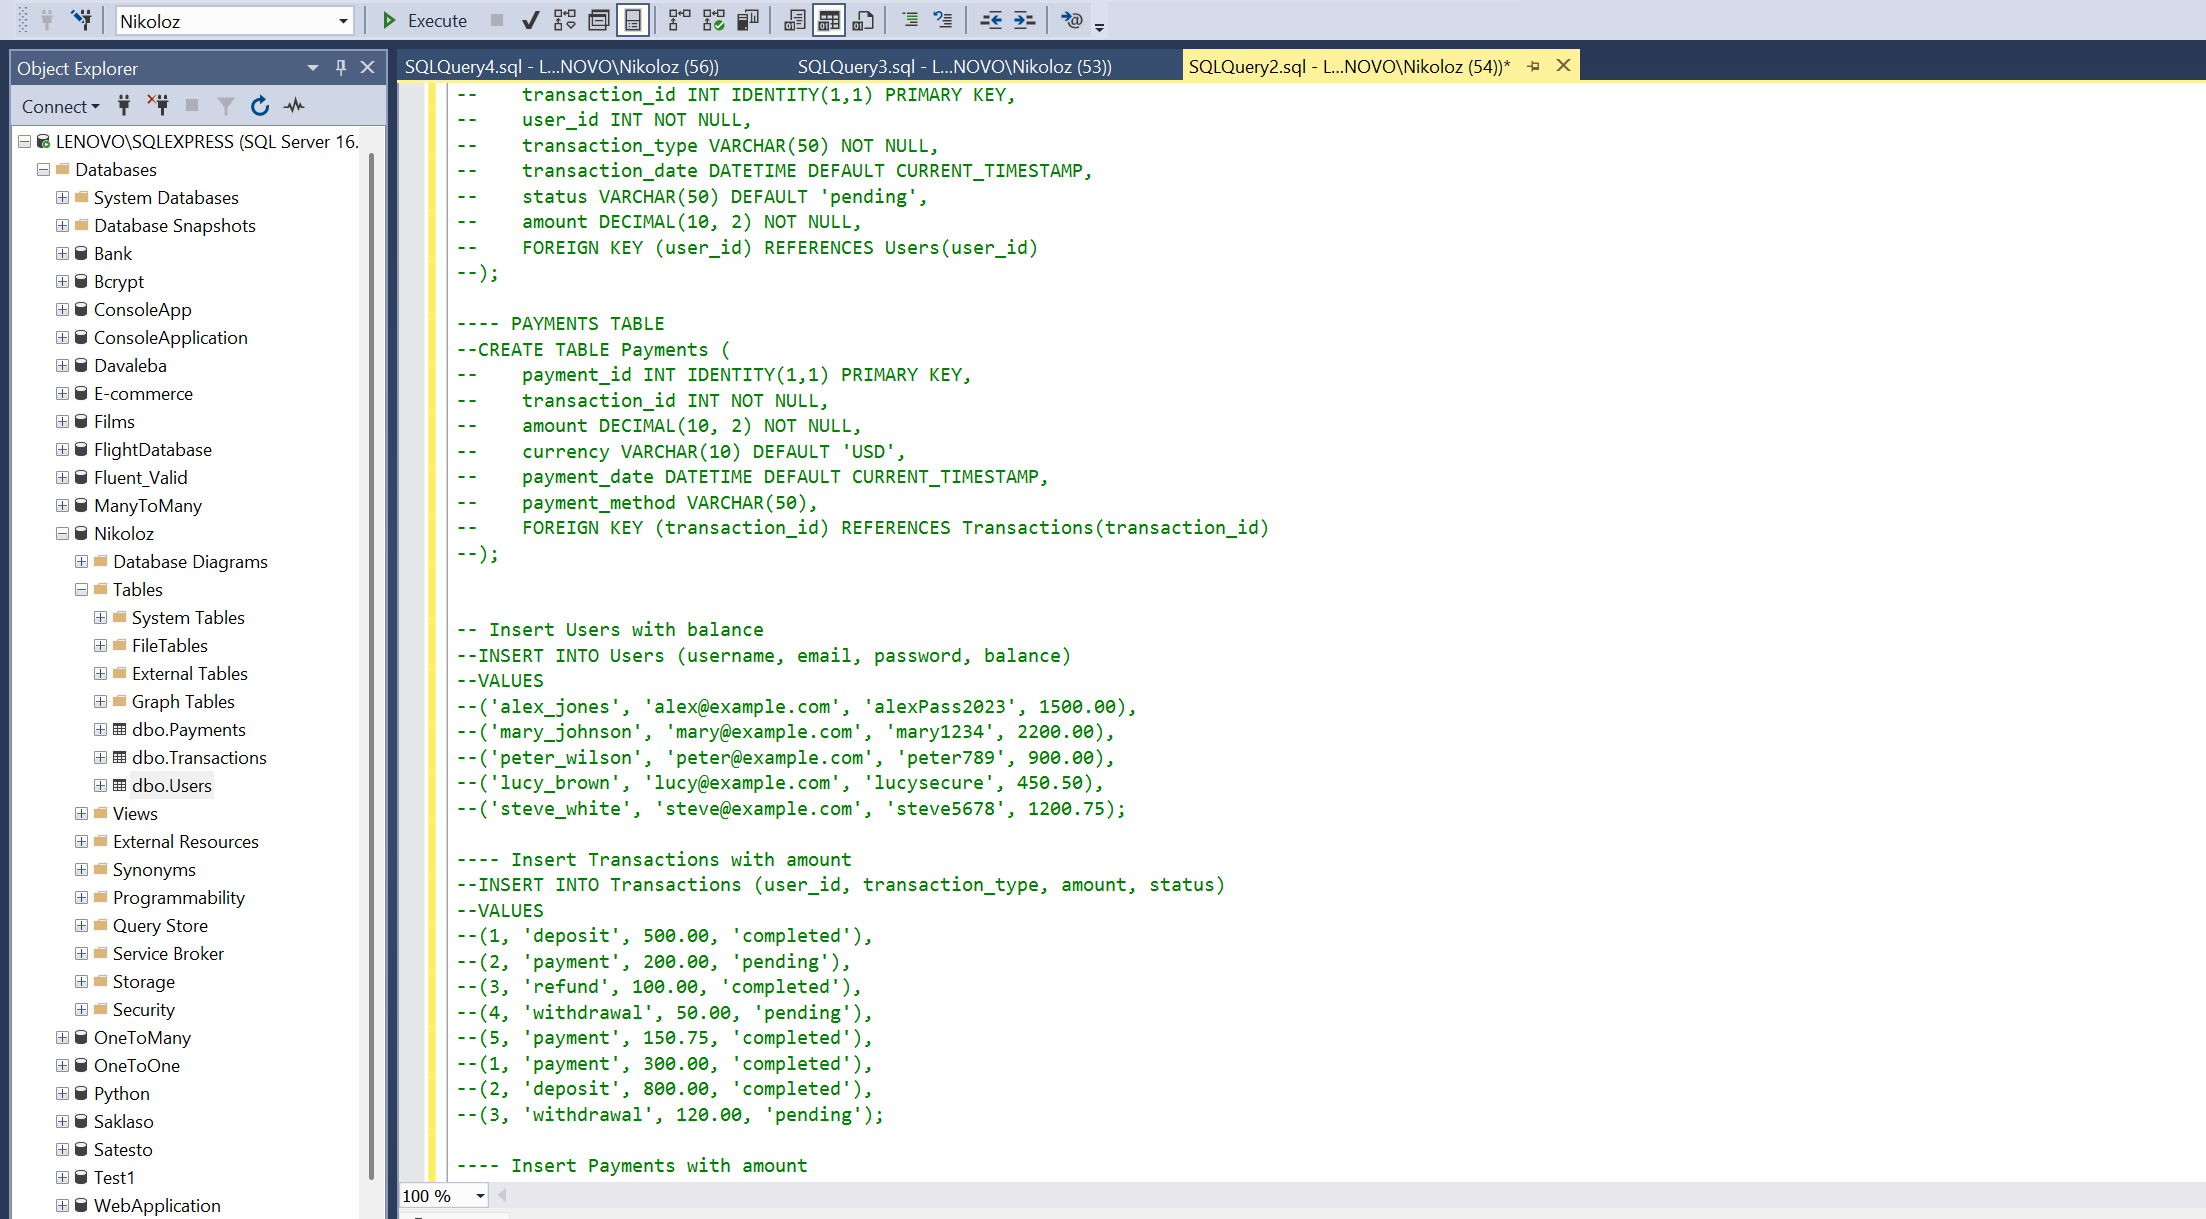 Nikoloz
Execute
Object Explorer
Connect
LENOVO\SQLEXPRESS (SQL Server 16.
Databases
System Databases
Database Snapshots
Bank
Bcrypt
ConsoleApp
ConsoleApplication
Davaleba
E-commerce
Films
FlightDatabase
Fluent_Valid
ManyToMany
Nikoloz
Database Diagrams
Tables
System Tables
FileTables
External Tables
Graph Tables
dbo.Payments
dbo.Transactions
dbo.Users
Views
External Resources
Synonyms
Programmability
Query Store
Service Broker
Storage
Security
OneToMany
OneToOne
Python
Saklaso
Satesto
Test1
WebApplication
SQLQuery4.sql - L...NOVO\Nikoloz (56))
SQLQuery3.sql - L...NOVO\Nikoloz (53))
SQLQuery2.sql - L...NOVO\Nikoloz (54))*
--    transaction_id INT IDENTITY(1,1) PRIMARY KEY,
--    user_id INT NOT NULL,
--    transaction_type VARCHAR(50) NOT NULL,
--    transaction_date DATETIME DEFAULT CURRENT_TIMESTAMP,
--    status VARCHAR(50) DEFAULT 'pending',
--    amount DECIMAL(10, 2) NOT NULL,
--    FOREIGN KEY (user_id) REFERENCES Users(user_id)
--);
---- PAYMENTS TABLE
--CREATE TABLE Payments (
--    payment_id INT IDENTITY(1,1) PRIMARY KEY,
--    transaction_id INT NOT NULL,
--    amount DECIMAL(10, 2) NOT NULL,
--    currency VARCHAR(10) DEFAULT 'USD',
--    payment_date DATETIME DEFAULT CURRENT_TIMESTAMP,
--    payment_method VARCHAR(50),
--    FOREIGN KEY (transaction_id) REFERENCES Transactions(transaction_id)
--);
-- Insert Users with balance
--INSERT INTO Users (username, email, password, balance)
--VALUES
--('alex_jones', 'alex@example.com', 'alexPass2023', 1500.00),
--('mary_johnson', 'mary@example.com', 'mary1234', 2200.00),
--('peter_wilson', 'peter@example.com', 'peter789', 900.00),
--('lucy_brown', 'lucy@example.com', 'lucysecure', 450.50),
--('steve_white', 'steve@example.com', 'steve5678', 1200.75);
---- Insert Transactions with amount
--INSERT INTO Transactions (user_id, transaction_type, amount, status)
--VALUES
--(1, 'deposit', 500.00, 'completed'),
--(2, 'payment', 200.00, 'pending'),
--(3, 'refund', 100.00, 'completed'),
--(4, 'withdrawal', 50.00, 'pending'),
--(5, 'payment', 150.75, 'completed'),
--(1, 'payment', 300.00, 'completed'),
--(2, 'deposit', 800.00, 'completed'),
--(3, 'withdrawal', 120.00, 'pending');
---- Insert Payments with amount
100 %